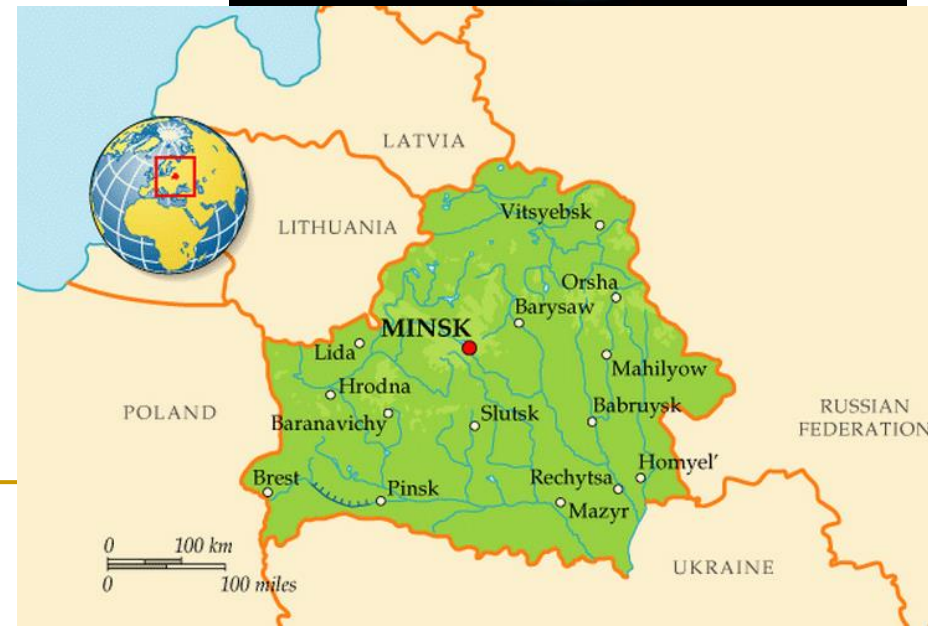 LATVIA
LITHUANIA
Vitsyebsk
Orsha
Barysaw
MINSK
Lida
Mahilyow
Hrodna
Baranavichy
Slutsk
Babruysk
POLAND
RUSSIAN
FEDERATION
Brest
Pinsk
Rechytsa
Homyel’
Mazyr
0 100 km
0 100 miles
UKRAINE